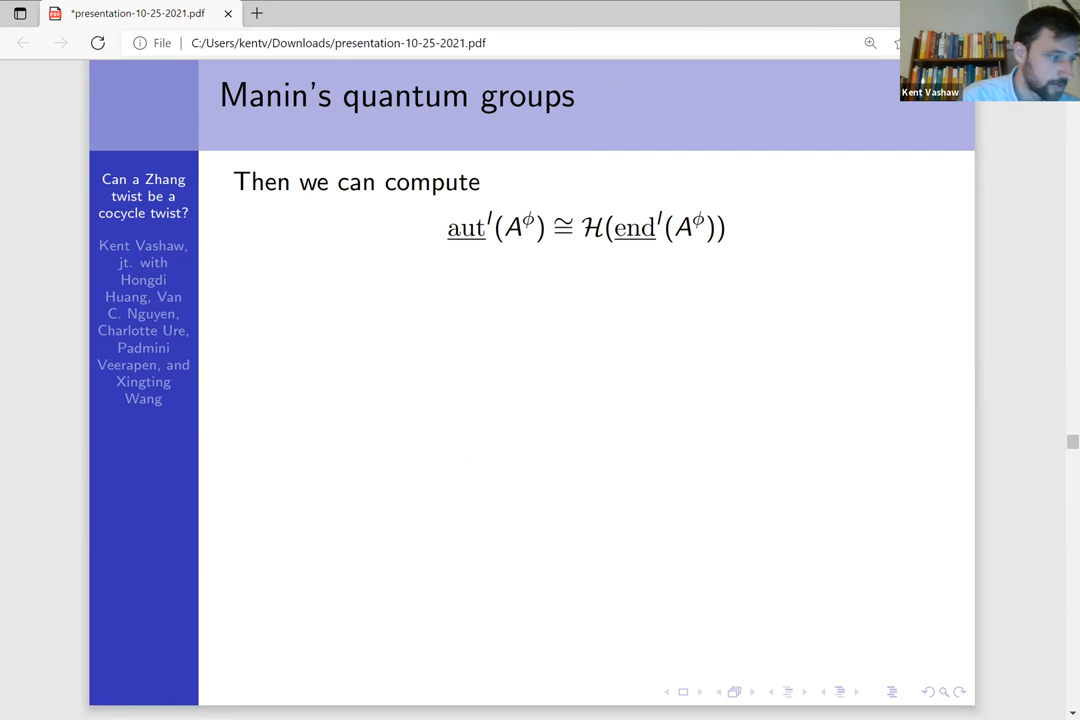 *presentation-10-25-2021.pdf
File | C:/Users/kentv/Downloads/presentation-10-25-2021.pdf
Kent Vashaw
Manin's quantum groups
Can a Zhang
twist be a
cocycle twist?
Kent Vashaw,
jt. with
Hongdi
Huang, Van
C. Nguyen,
Charlotte Ure,
Padmini
Veerapen, and
Xingting
Wang
Then we can compute
aut^l(A^ϕ) ≅ ℋ(end^l(A^ϕ))